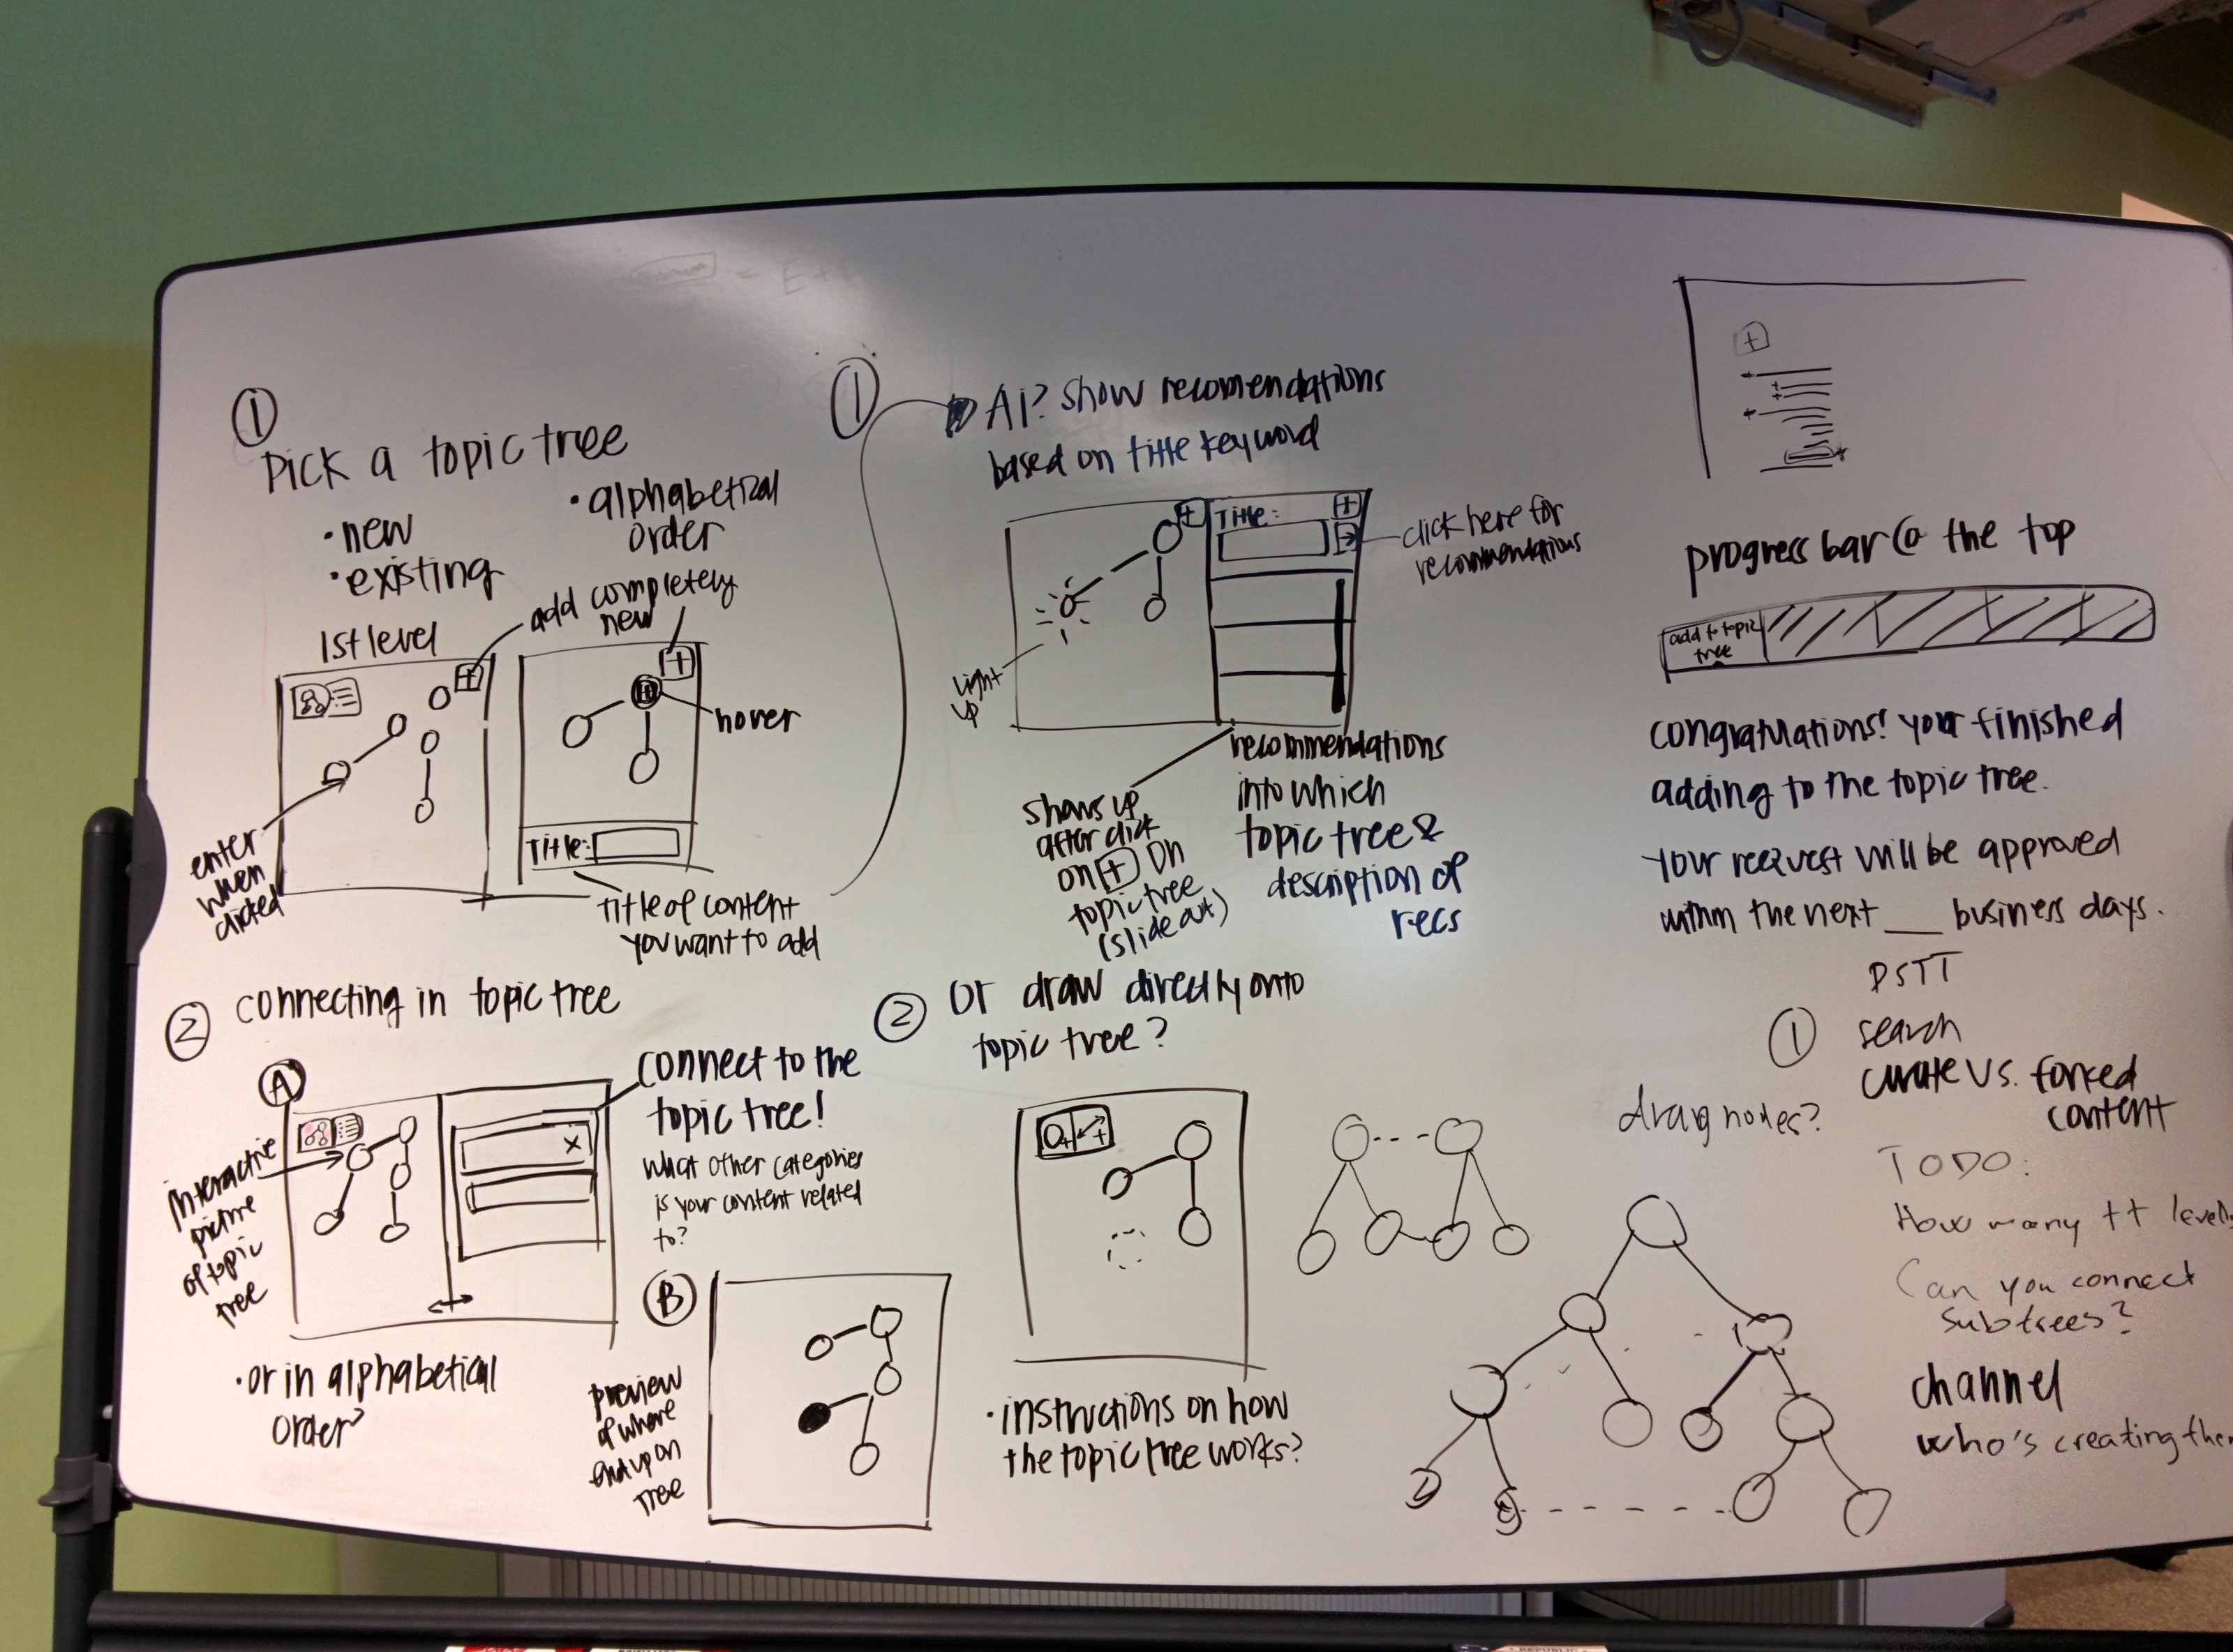 ①
Pick a topic tree
• new
• existing
• alphabetical
order
add completely
new
1st level
+
+
hover
enter
when
clicked
Title:
Title of content
you want to add
①
AI? show recomendations
based on title keyword
+
Title:
+
click here for
recommendations
light
up
shows up
after click
on + on
topic tree
(slide out)
recommendations
into which
topic tree &
description of
recs
+
progress bar @ the top
add to topic
tree
congratulations! your finished
adding to the topic tree.
Your request will be approved
within the next ___ business days.
② connecting in topic tree
A
connect to the
topic tree!
what other categories
is your content related
to?
X
interactive
picture
of topic
tree
• or in alphabetical
order?
B
preview
of where
end up on
tree
② or draw directly onto
topic tree?
• instructions on how
the topic tree works?
PSTT
① search
curate vs. forked
content
drag nodes?
TODO:
How many tt levels
Can you connect
subtrees?
channel
who's creating